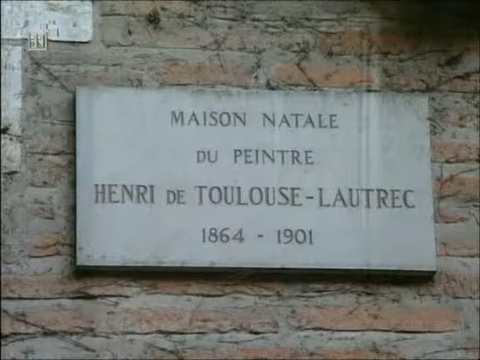 MAISON NATALE
DU PEINTRE
HENRI DE TOULOUSE-LAUTREC
1864 - 1901